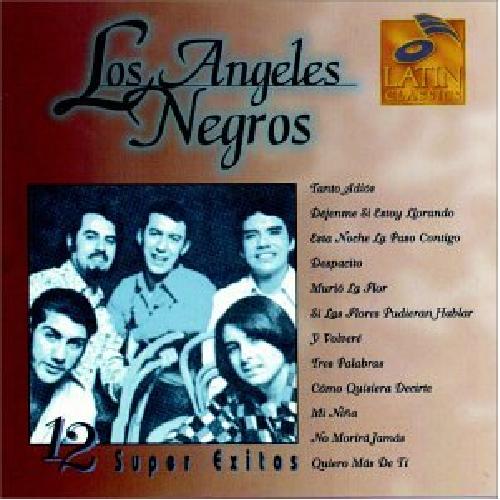 Los Angeles
Negros
LATIN
CLASSICS
Tanto Adiós
Dejenme Si Estoy Llorando
Esta Noche La Paso Contigo
Despacito
Murió La Flor
Si Las Flores Pudieran Hablar
Y Volveré
Tres Palabras
Cómo Quisiera Decirte
Mi Niña
No Morirá Jamás
Quiero Más De Ti
12 Super Exitos